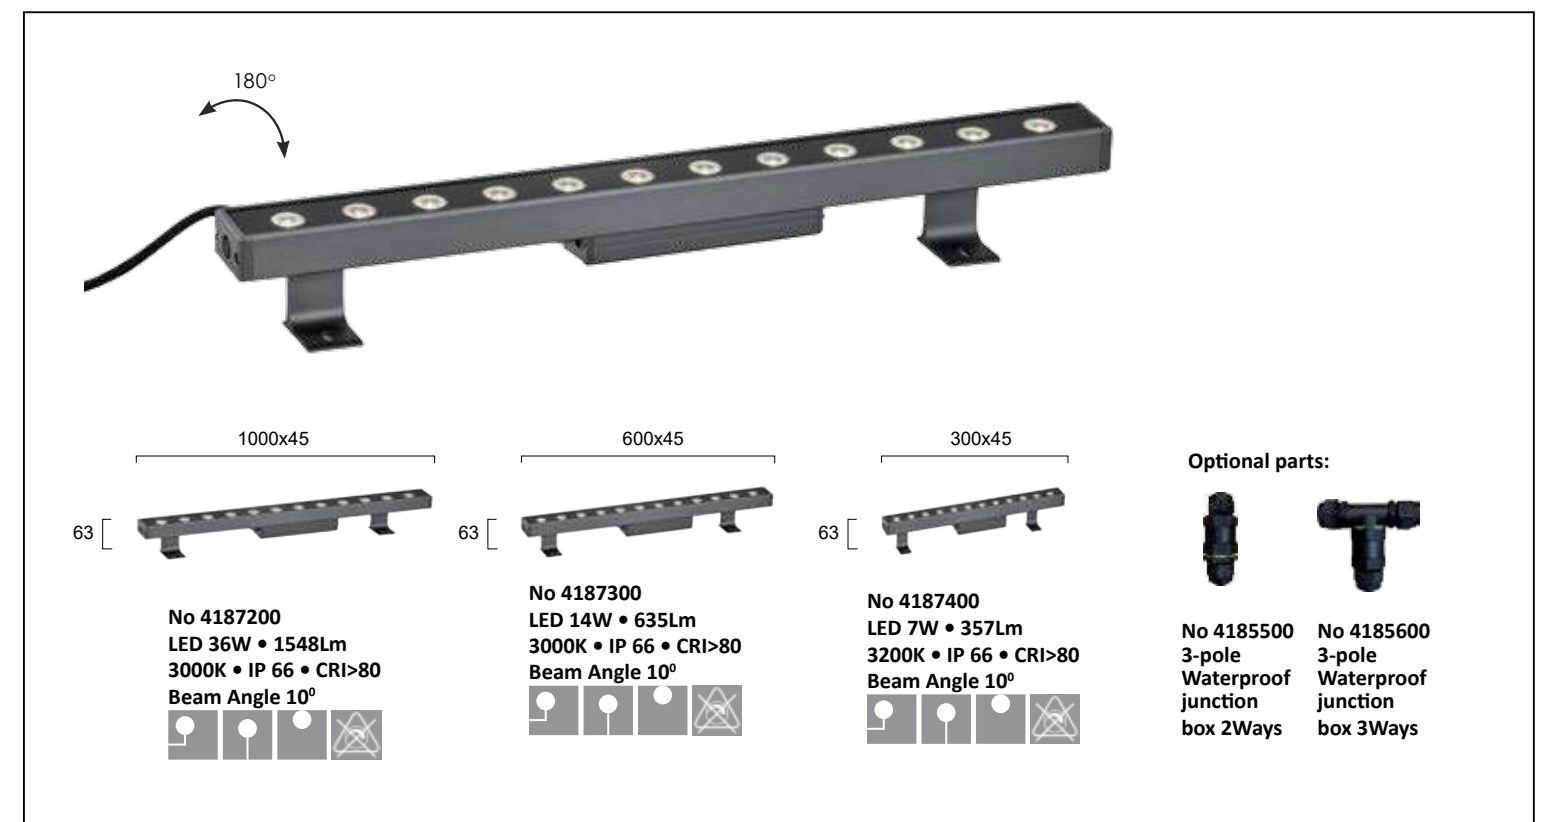 180°
1000x45
63
No 4187200
LED 36W • 1548Lm
3000K • IP 66 • CRI>80
Beam Angle 10⁰
600x45
63
No 4187300
LED 14W • 635Lm
3000K • IP 66 • CRI>80
Beam Angle 10⁰
300x45
63
No 4187400
LED 7W • 357Lm
3200K • IP 66 • CRI>80
Beam Angle 10⁰
Optional parts:
No 4185500
3-pole
Waterproof
junction
box 2Ways
No 4185600
3-pole
Waterproof
junction
box 3Ways